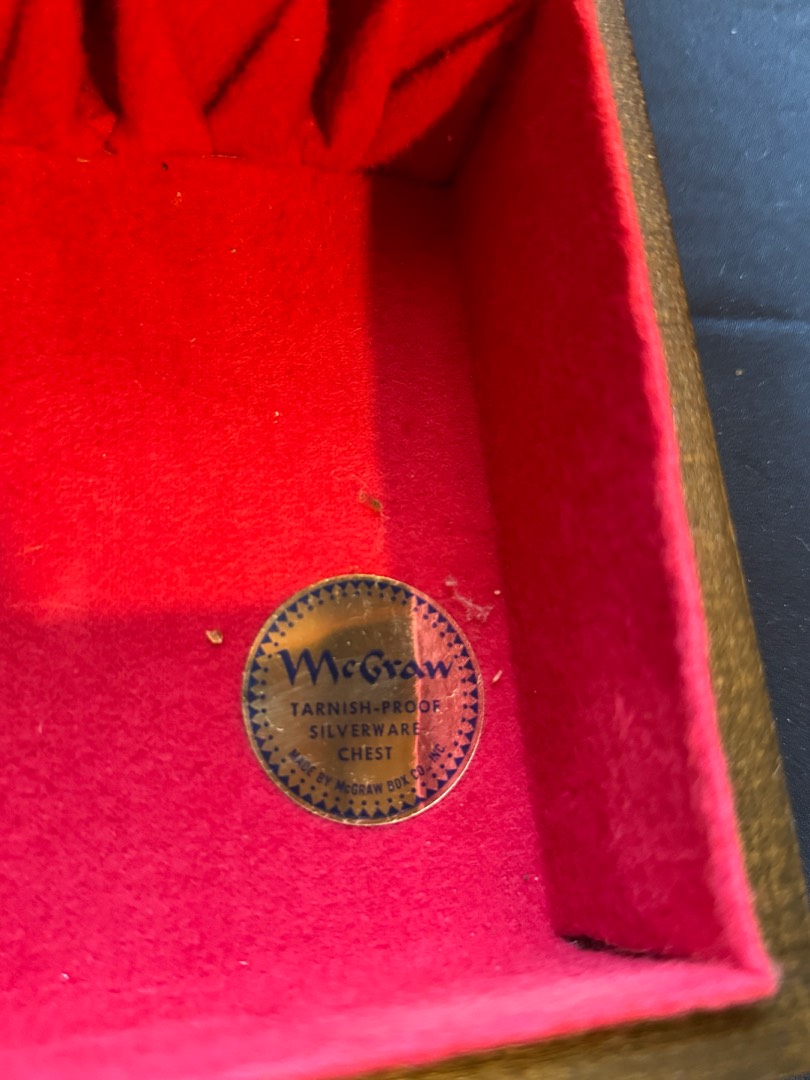 McGraw
TARNISH-PROOF
SILVERWARE
CHEST
MADE BY McGRAW BOX CO., INC.